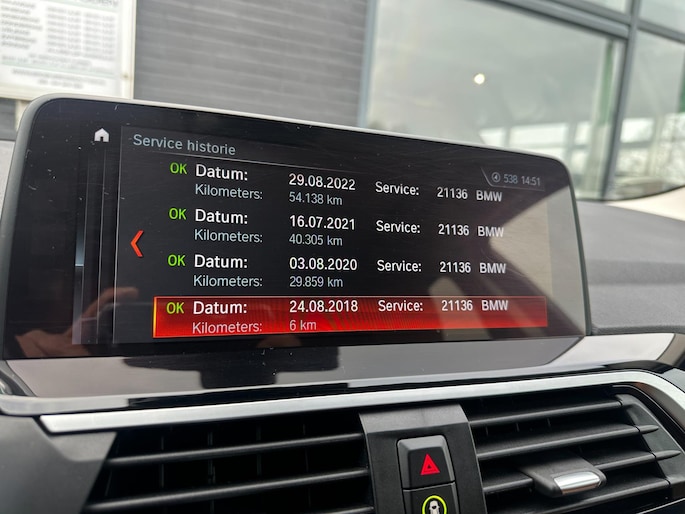 Service historie
538 14:51
OK Datum: 29.08.2022 Service: 21136 BMW
Kilometers: 54.138 km
OK Datum: 16.07.2021 Service: 21136 BMW
Kilometers: 40.305 km
OK Datum: 03.08.2020 Service: 21136 BMW
Kilometers: 29.859 km
OK Datum: 24.08.2018 Service: 21136 BMW
Kilometers: 6 km